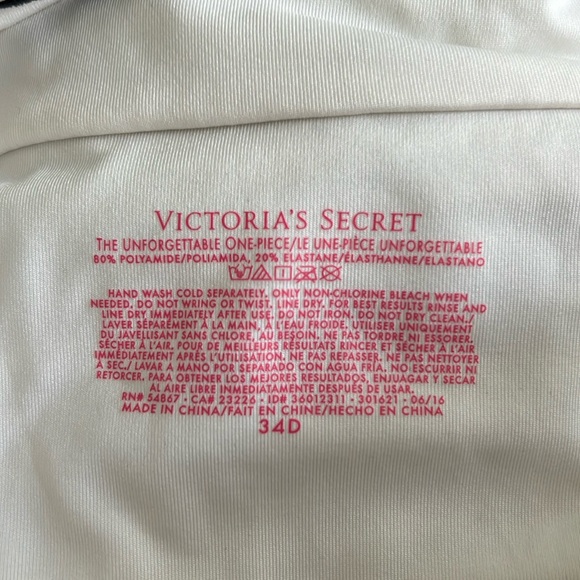 VICTORIA'S SECRET
THE UNFORGETTABLE ONE-PIECE/LE UNE-PIÈCE UNFORGETTABLE
80% POLYAMIDE/POLIAMIDA, 20% ELASTANE/ÉLASTHANNE/ELASTANO
HAND WASH COLD SEPARATELY. ONLY NON-CHLORINE BLEACH WHEN
NEEDED. DO NOT WRING OR TWIST. LINE DRY. FOR BEST RESULTS RINSE AND
LINE DRY IMMEDIATELY AFTER USE. DO NOT IRON. DO NOT DRY CLEAN./
LAVER SÉPARÉMENT À LA MAIN, À L'EAU FROIDE. UTILISER UNIQUEMENT
DU JAVELLISANT SANS CHLORE, AU BESOIN. NE PAS TORDRE NI ESSORER.
SÉCHER À L'AIR. POUR DE MEILLEURS RÉSULTATS RINCER ET SÉCHER À L'AIR
IMMÉDIATEMENT APRÈS L'UTILISATION. NE PAS REPASSER. NE PAS NETTOYER
À SEC./ LAVAR A MANO POR SEPARADO CON AGUA FRÍA. NO ESCURRIR NI
RETORCER. PARA OBTENER LOS MEJORES RESULTADOS, ENJUAGAR Y SECAR
AL AIRE LIBRE INMEDIATAMENTE DESPUÉS DE USAR.
RN# 54867 • CA# 23226 • ID# 36012311 • 301621 • 06/16
MADE IN CHINA/FAIT EN CHINE/HECHO EN CHINA
34D